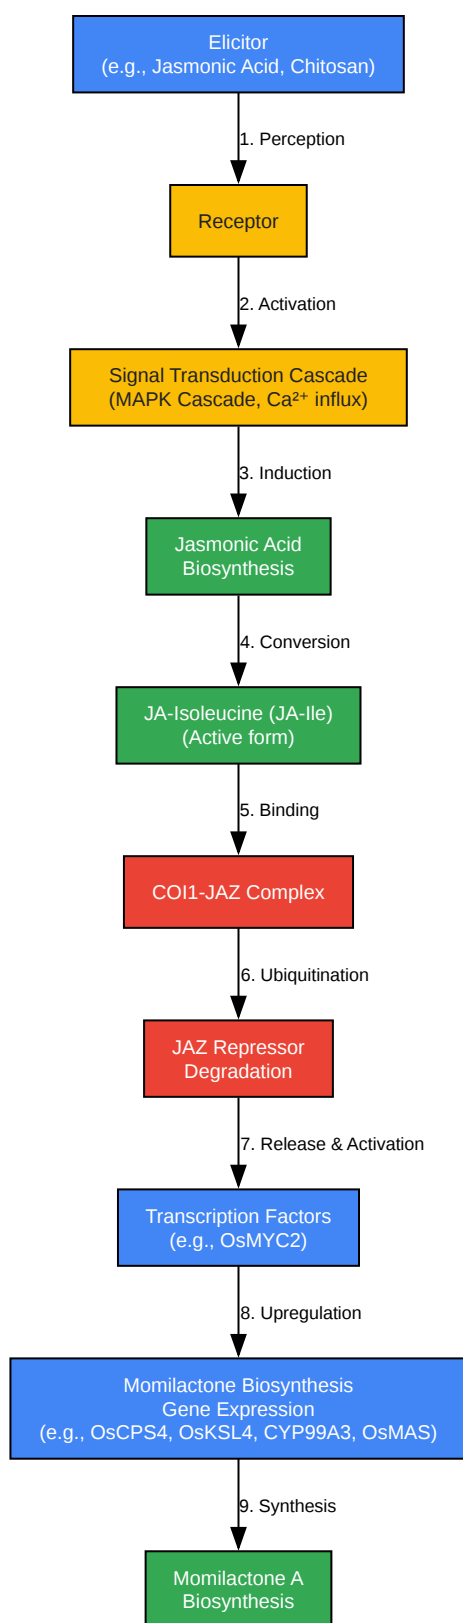 Elicitor
(e.g., Jasmonic Acid, Chitosan)
1. Perception
Receptor
2. Activation
Signal Transduction Cascade
(MAPK Cascade, Ca²⁺ influx)
3. Induction
Jasmonic Acid
Biosynthesis
4. Conversion
JA-Isoleucine (JA-Ile)
(Active form)
5. Binding
COI1-JAZ Complex
6. Ubiquitination
JAZ Repressor
Degradation
7. Release & Activation
Transcription Factors
(e.g., OsMYC2)
8. Upregulation
Momilactone Biosynthesis
Gene Expression
(e.g., OsCPS4, OsKSL4, CYP99A3, OsMAS)
9. Synthesis
Momilactone A
Biosynthesis